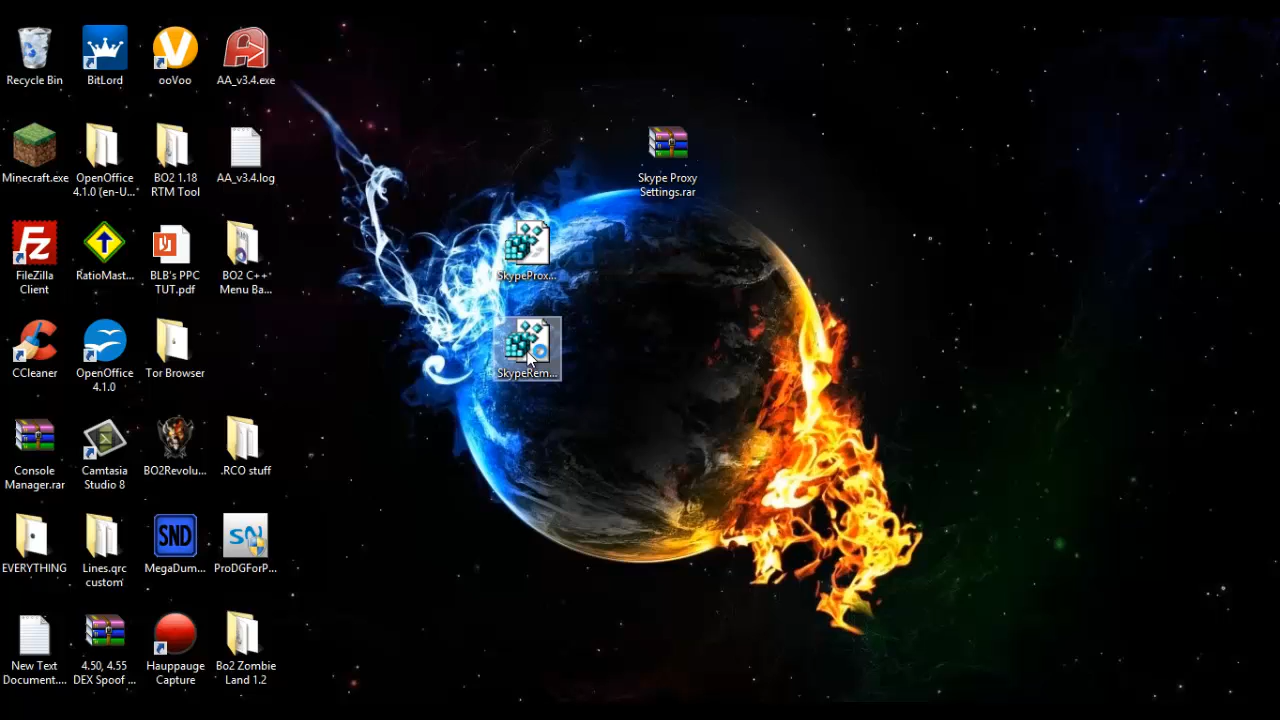 Recycle Bin
BitLord
ooVoo
AA_v3.4.exe
Minecraft.exe
OpenOffice
4.1.0 (en-U...
BO2 1.18
RTM Tool
AA_v3.4.log
Skype Proxy
Settings.rar
FileZilla
Client
RatioMast...
BLB's PPC
TUT.pdf
BO2 C++
Menu Ba...
SkypeProx...
CCleaner
OpenOffice
4.1.0
Tor Browser
SkypeRem...
Console
Manager.rar
Camtasia
Studio 8
BO2Revolu...
.RCO stuff
EVERYTHING
Lines.qrc
custom
SND
MegaDum...
ProDGForP...
New Text
Document....
4.50, 4.55
DEX Spoof ...
Hauppauge
Capture
Bo2 Zombie
Land 1.2